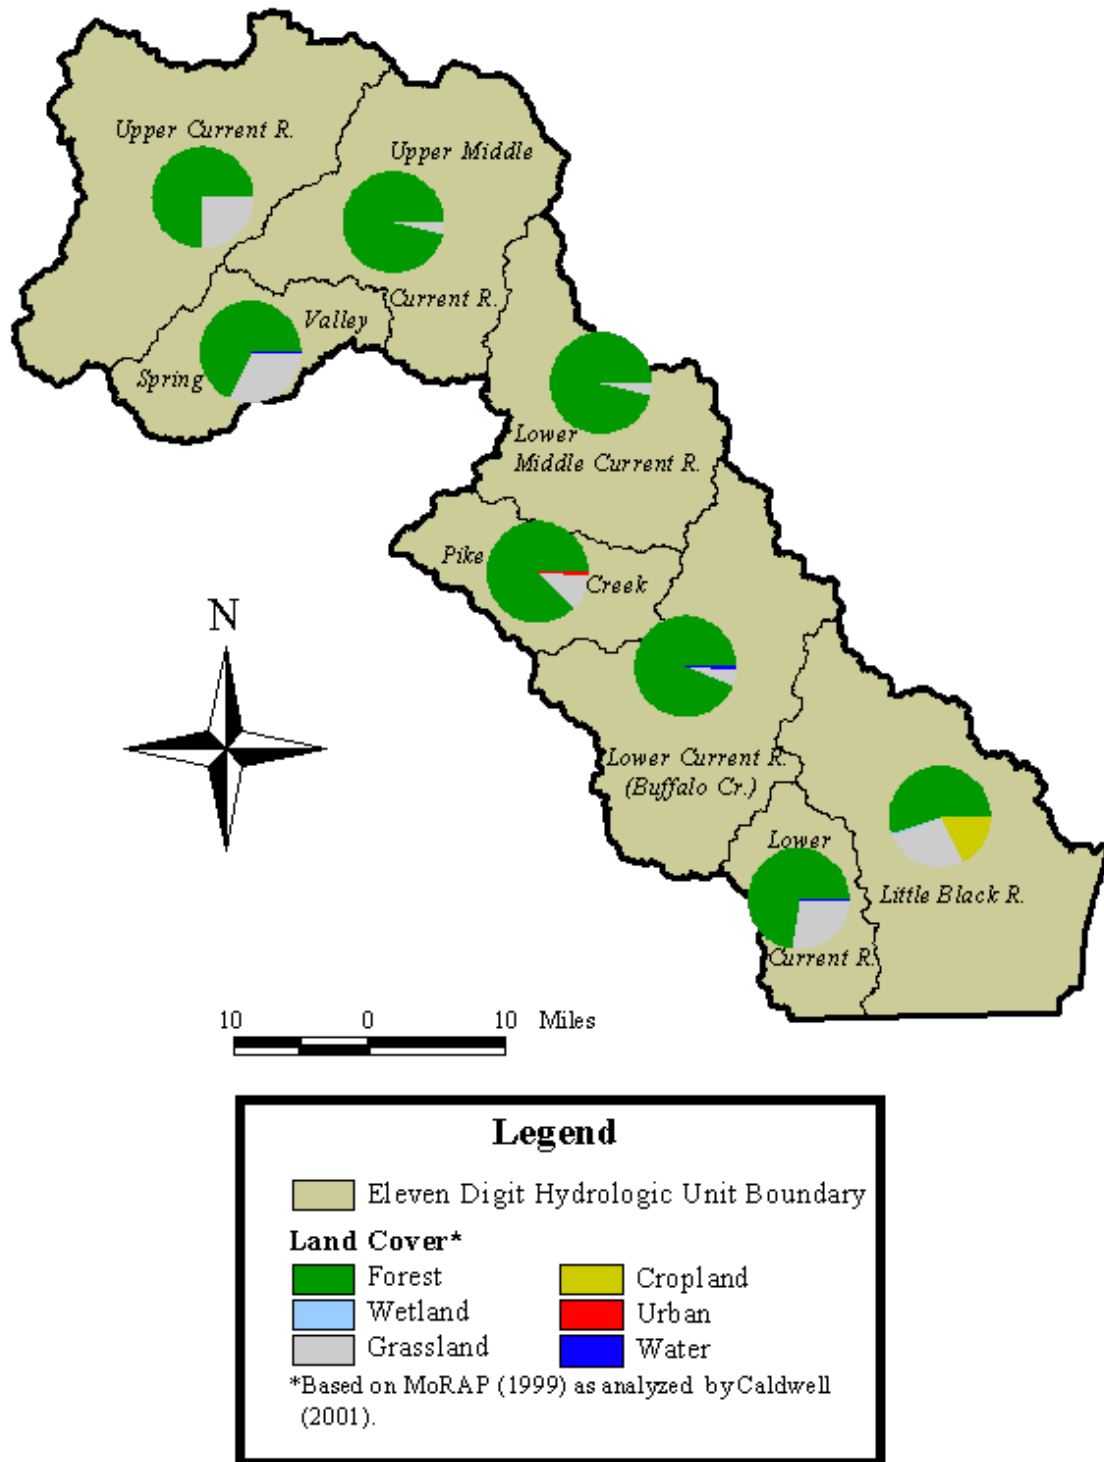 Upper Current R.
Upper Middle
Current R.
Valley
Spring
Lower
Middle Current R.
Pike
Creek
N
Lower Current R.
(Buffalo Cr.)
Lower
Current R.
Little Black R.
10 0 10 Miles
Legend
Eleven Digit Hydrologic Unit Boundary
Land Cover*
Forest
Cropland
Wetland
Urban
Grassland
Water
*Based on MoRAP (1999) as analyzed by Caldwell
(2001).